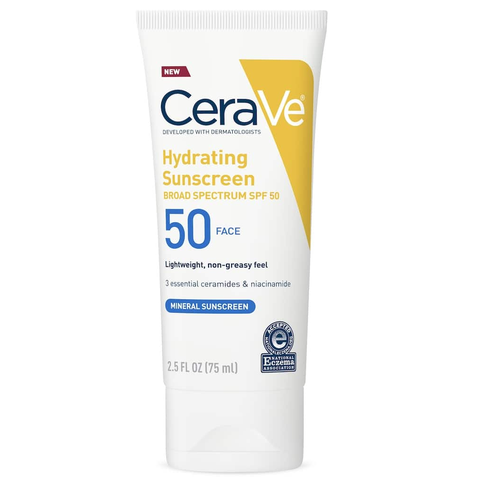 NEW
CeraVe®
DEVELOPED WITH DERMATOLOGISTS
Hydrating
Sunscreen
BROAD SPECTRUM SPF 50
50 FACE
Lightweight, non-greasy feel
3 essential ceramides & niacinamide
MINERAL SUNSCREEN
ACCEPTED
e
NATIONAL
Eczema
ASSOCIATION
2.5 FL OZ (75 ml)